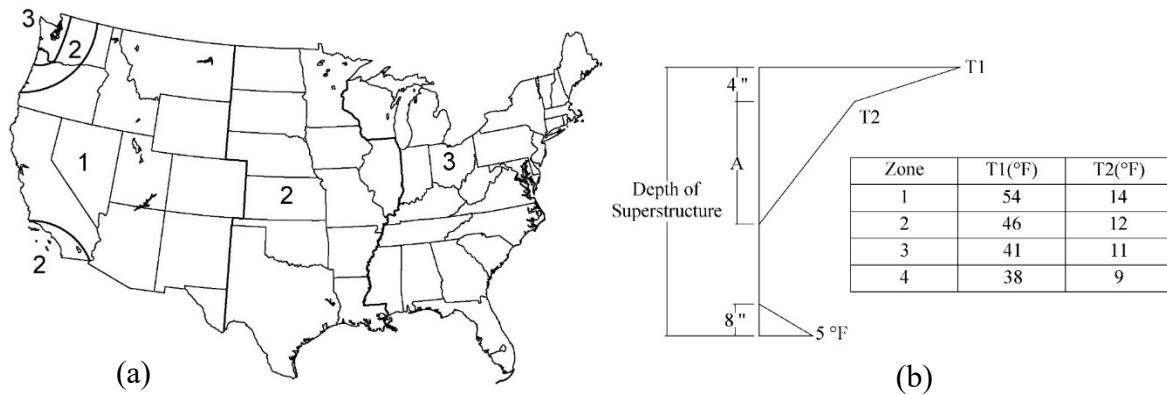 3
2
1
2
3
2
(a)
T1
4 "
T2
A
Depth of
Superstructure
8 "
5 °F
Zone T1(°F) T2(°F)
1 54 14
2 46 12
3 41 11
4 38 9
(b)